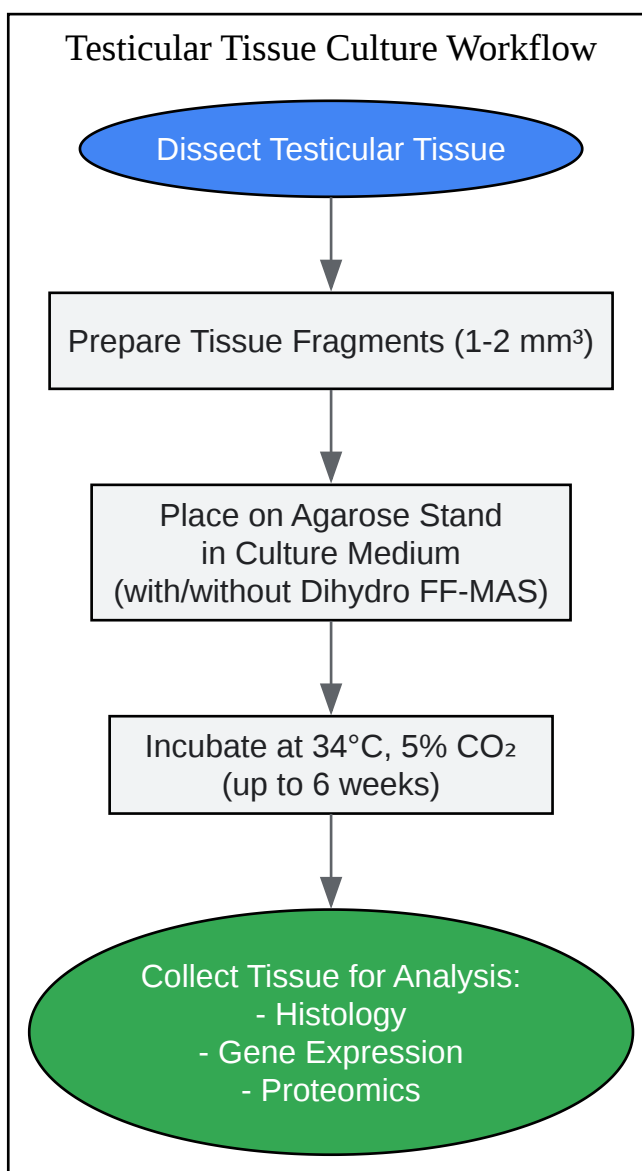 Testicular Tissue Culture Workflow
Dissect Testicular Tissue
Prepare Tissue Fragments (1-2 mm³)
Place on Agarose Stand
in Culture Medium
(with/without Dihydro FF-MAS)
Incubate at 34°C, 5% CO₂
(up to 6 weeks)
Collect Tissue for Analysis:
- Histology
- Gene Expression
- Proteomics